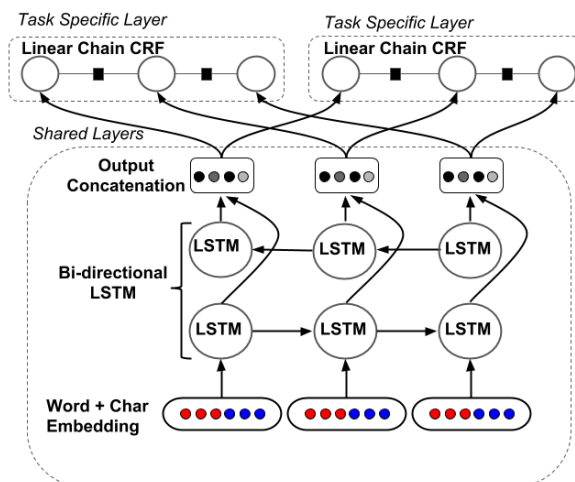 Task Specific Layer
Task Specific Layer
Linear Chain CRF
Linear Chain CRF
Shared Layers
Output
Concatenation
LSTM
LSTM
LSTM
Bi-directional
LSTM
LSTM
LSTM
LSTM
Word + Char
Embedding